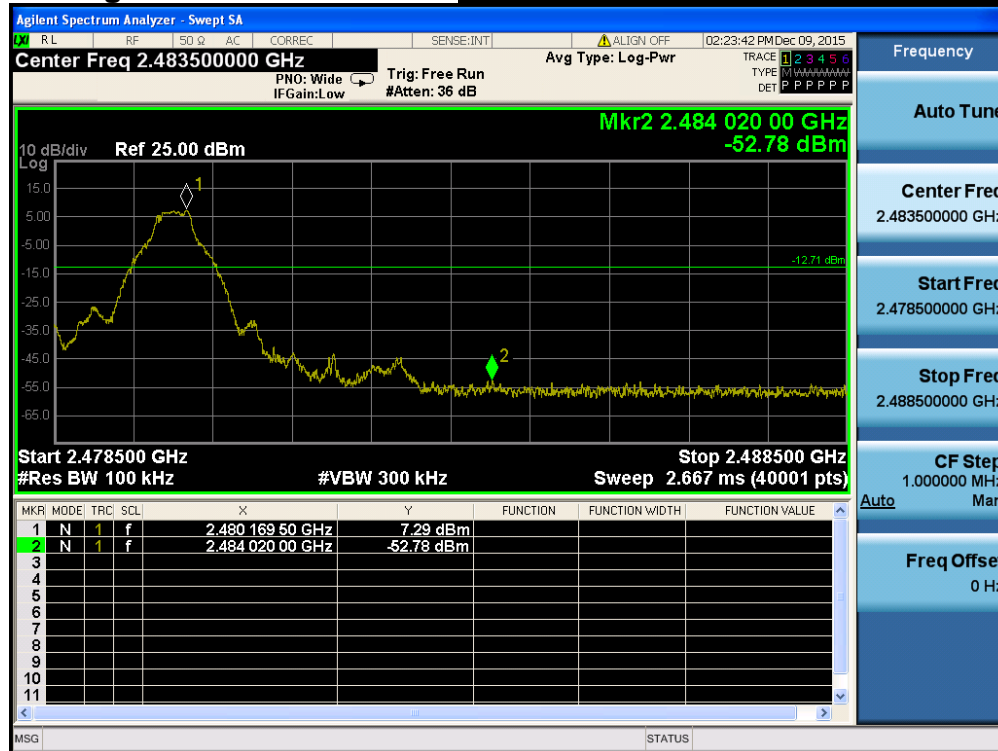 Agilent Spectrum Analyzer - Swept SA
LXI RL RF 50 Ω AC CORREC SENSE:INT ALIGN OFF 02:23:42 PM Dec 09, 2015
Center Freq 2.483500000 GHz
PNO: Wide
IFGain:Low
Trig: Free Run
#Atten: 36 dB
Avg Type: Log-Pwr
TRACE 1 2 3 4 5 6
TYPE M
DET P P P P P P
Mkr2 2.484 020 00 GHz
-52.78 dBm
10 dB/div Ref 25.00 dBm
Log
15.0
5.00
-5.00
-15.0
-25.0
-35.0
-45.0
-55.0
-65.0
1
-12.71 dBm
2
Start 2.478500 GHz Stop 2.488500 GHz
#Res BW 100 kHz #VBW 300 kHz Sweep 2.667 ms (40001 pts)
MKR MODE TRC SCL X Y FUNCTION FUNCTION WIDTH FUNCTION VALUE
1 N 1 f 2.480 169 50 GHz 7.29 dBm
2 N 1 f 2.484 020 00 GHz -52.78 dBm
3
4
5
6
7
8
9
10
11
MSG STATUS
Frequency
Auto Tune
Center Freq
2.483500000 GHz
Start Freq
2.478500000 GHz
Stop Freq
2.488500000 GHz
CF Step
1.000000 MHz
Auto Man
Freq Offset
0 Hz